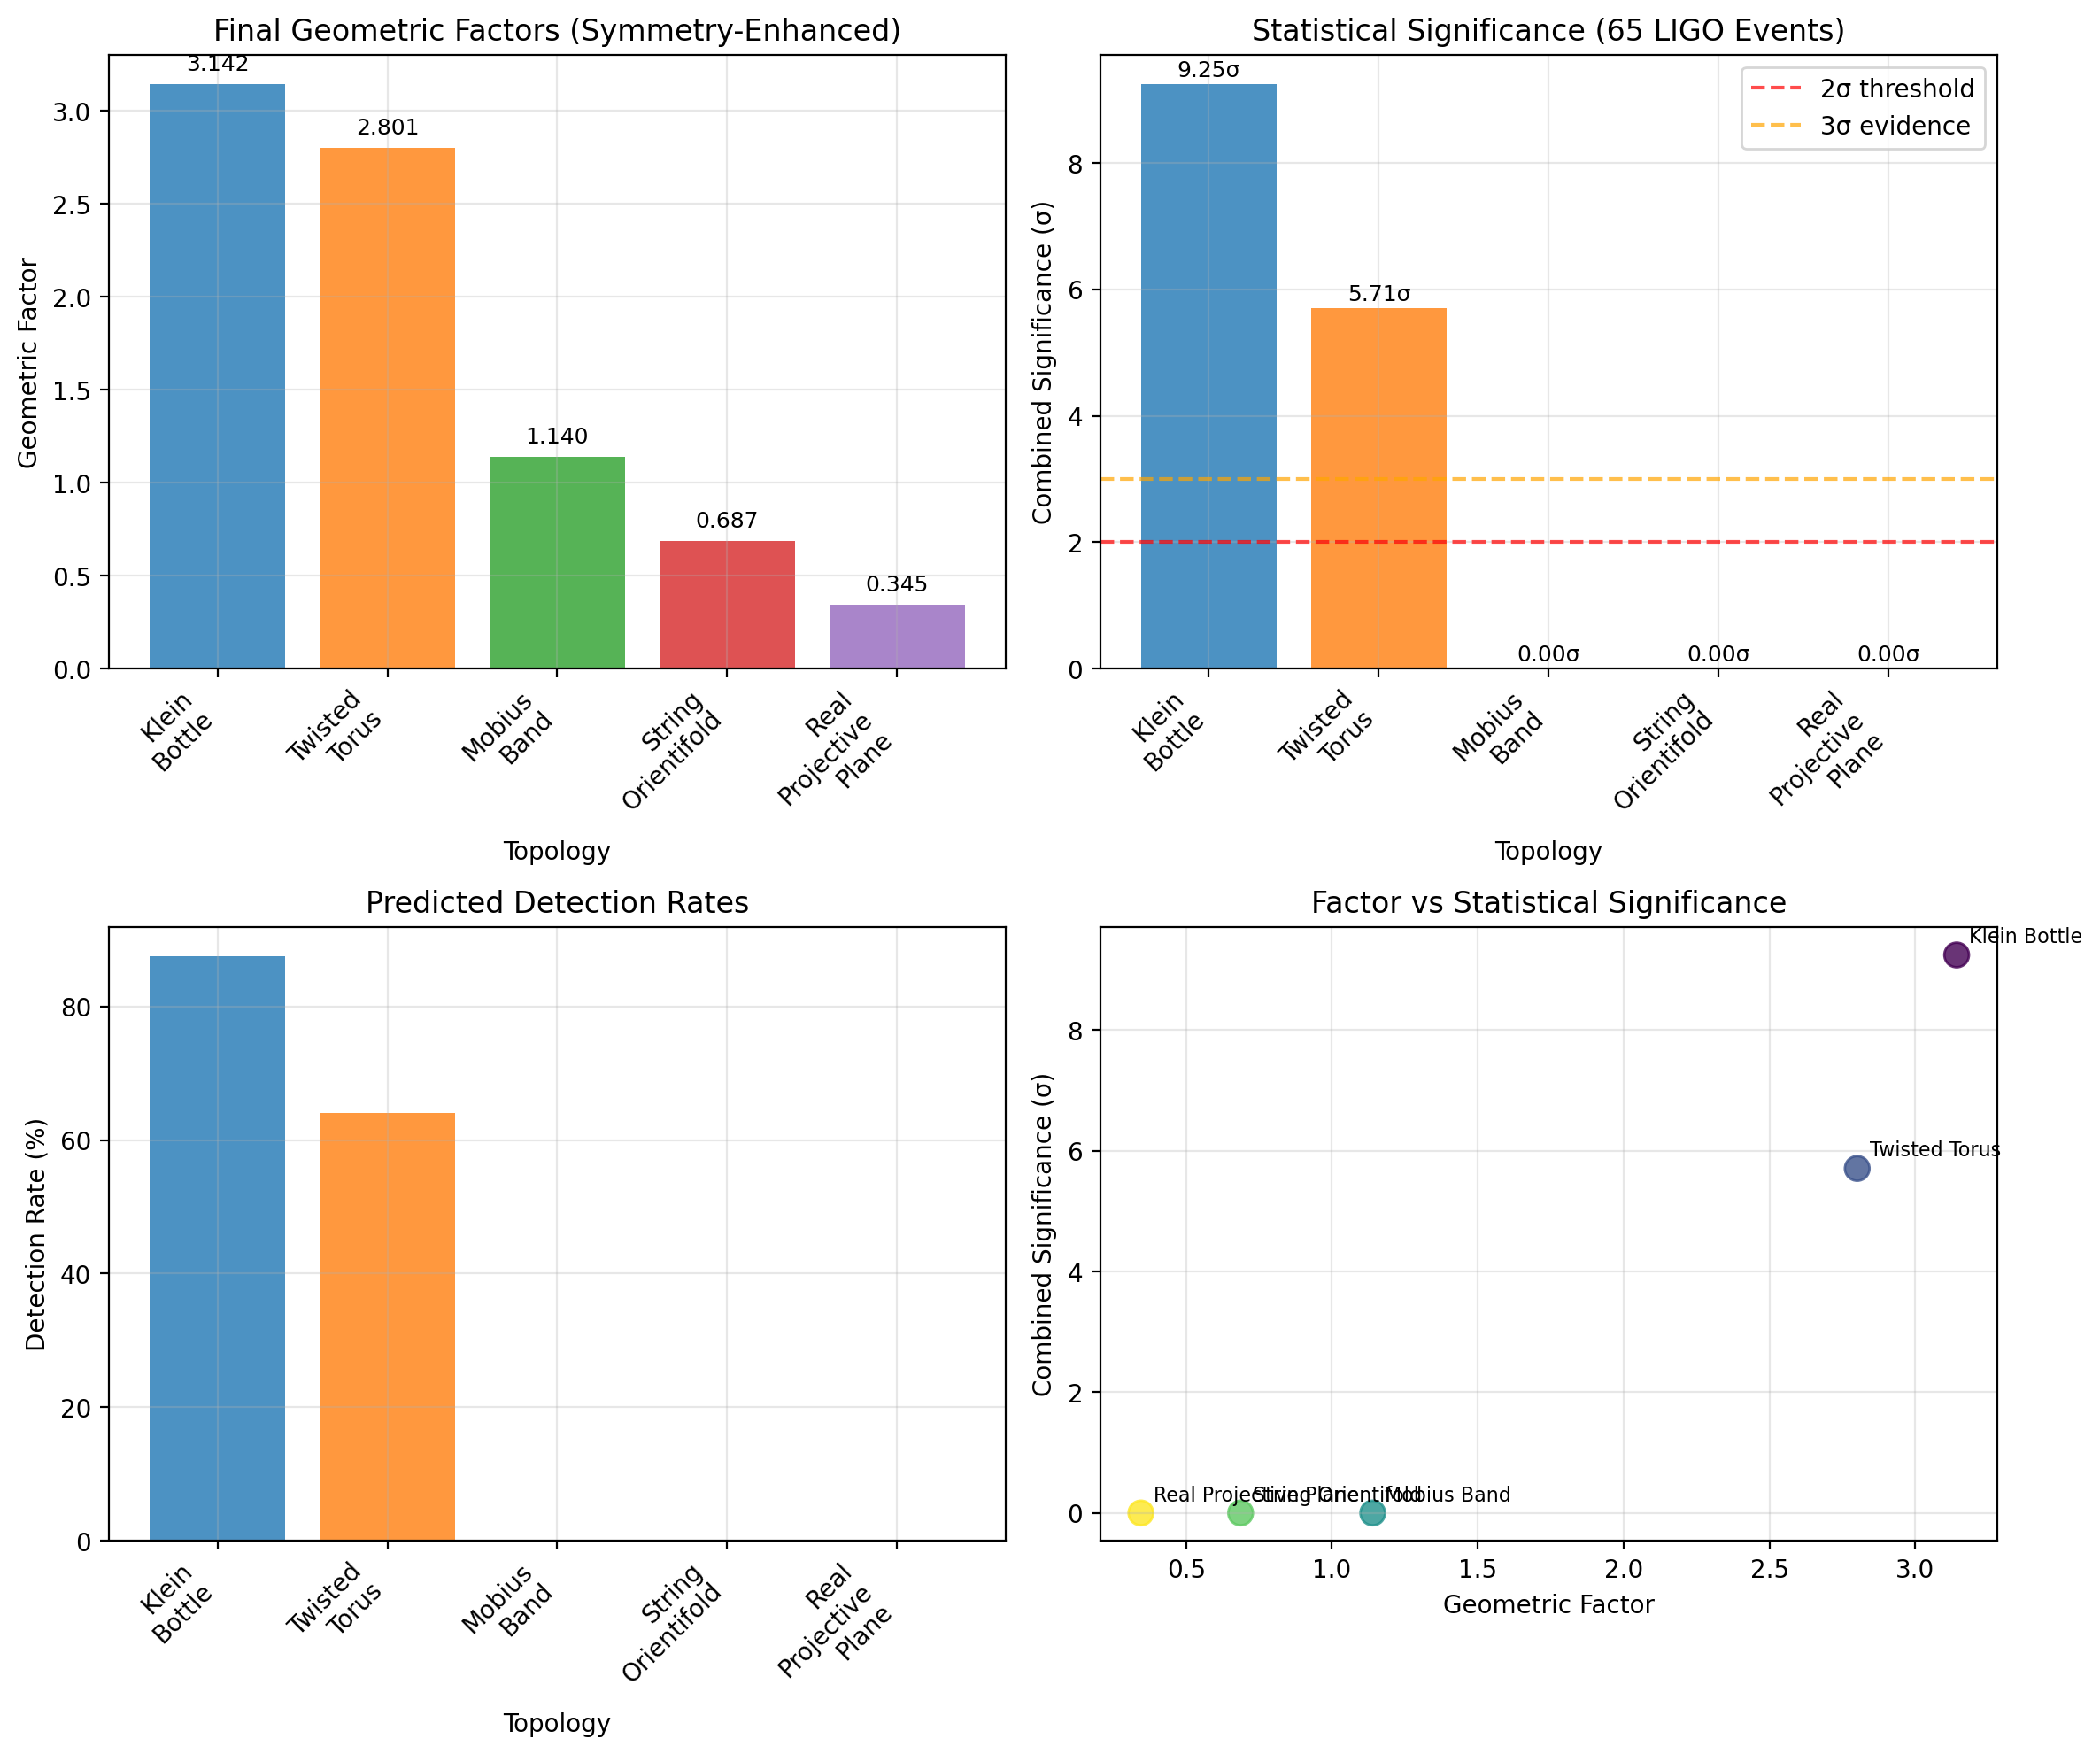 Final Geometric Factors (Symmetry-Enhanced)
Geometric Factor
3.0
2.5
2.0
1.5
1.0
0.5
0.0
3.142
2.801
1.140
0.687
0.345
Klein
Bottle
Twisted
Torus
Mobius
Band
String
Orientifold
Real
Projective
Plane
Topology
Statistical Significance (65 LIGO Events)
Combined Significance (σ)
8
6
4
2
0
9.25σ
5.71σ
0.00σ
0.00σ
0.00σ
2σ threshold
3σ evidence
Klein
Bottle
Twisted
Torus
Mobius
Band
String
Orientifold
Real
Projective
Plane
Topology
Predicted Detection Rates
Detection Rate (%)
80
60
40
20
0
Klein
Bottle
Twisted
Torus
Mobius
Band
String
Orientifold
Real
Projective
Plane
Topology
Factor vs Statistical Significance
Combined Significance (σ)
8
6
4
2
0
Klein Bottle
Twisted Torus
Real Projective Plane
String Orientifold
Mobius Band
0.5
1.0
1.5
2.0
2.5
3.0
Geometric Factor